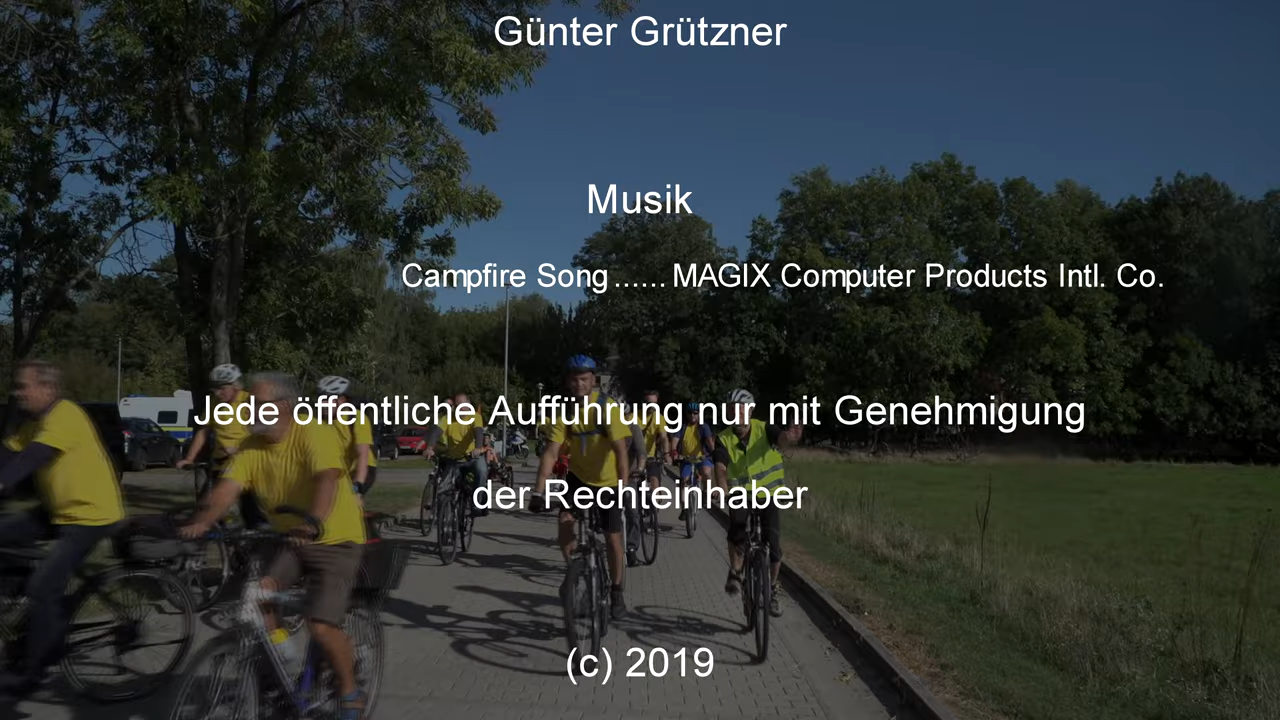 Günter Grützner
Musik
Campfire Song ...... MAGIX Computer Products Intl. Co.
Jede öffentliche Aufführung nur mit Genehmigung
der Rechteinhaber
(c) 2019